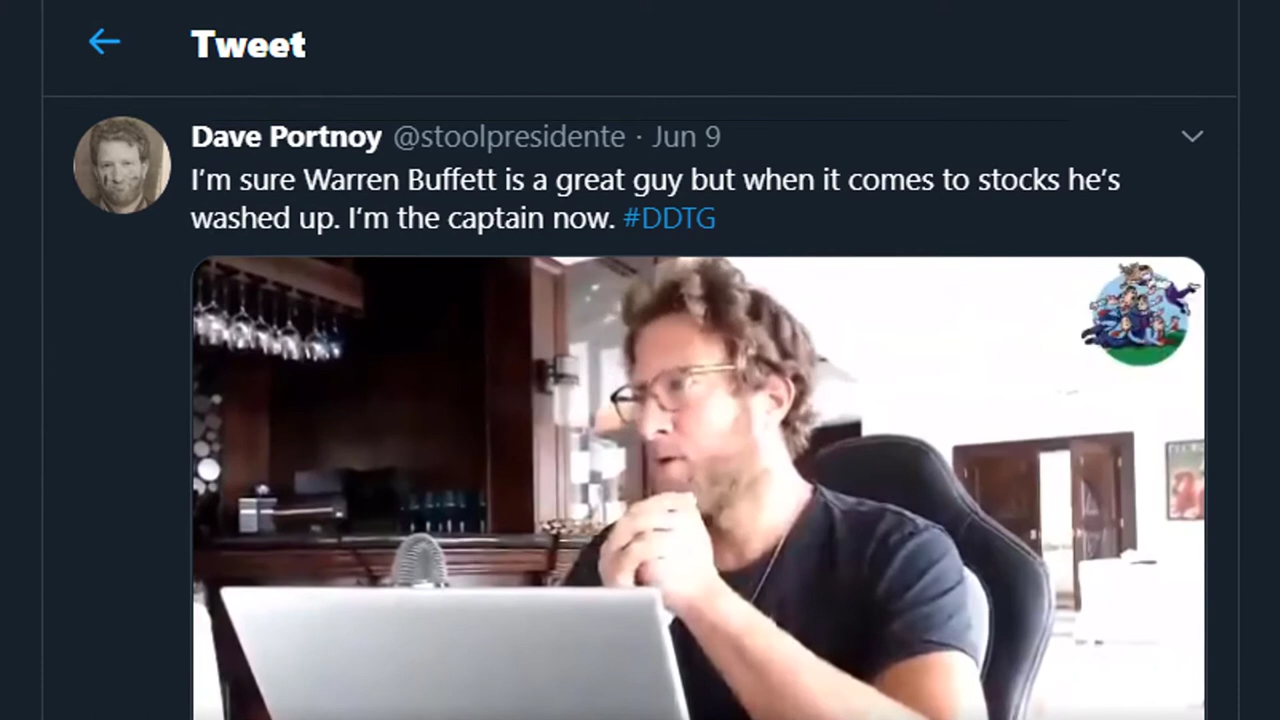 Tweet
Dave Portnoy @stoolpresidente · Jun 9
I’m sure Warren Buffett is a great guy but when it comes to stocks he’s
washed up. I’m the captain now. #DDTG